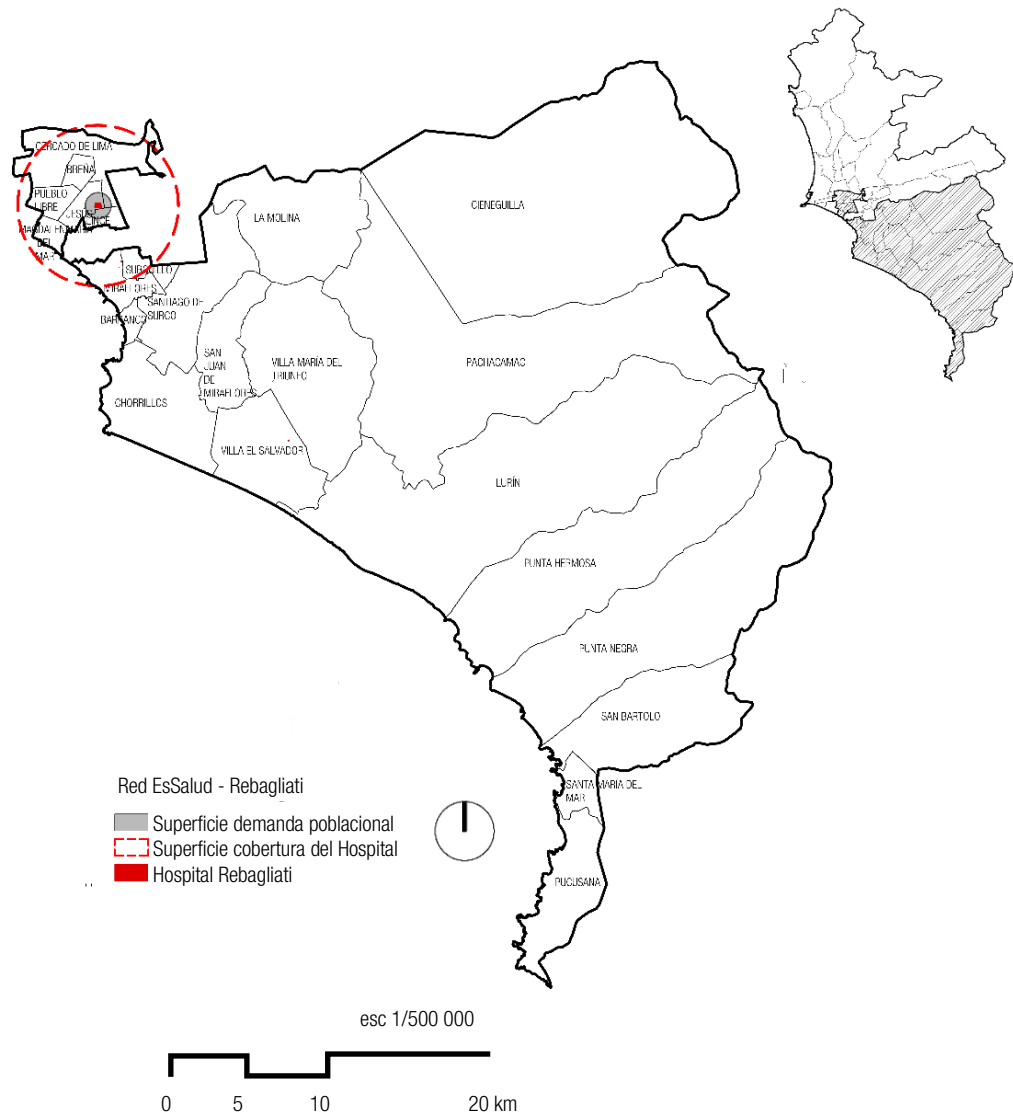 CERCADO DE LIMA
BREÑA
PUEBLO
LIBRE
JESUS
LINCE
MAGDALENA
DEL
MAR
SURQUILLO
MIRAFLORES
BARRANCO
SANTIAGO DE
SURCO
LA MOLINA
CIENEGUILLA
SAN
JUAN
DE
MIRAFLORES
VILLA MARÍA DEL
TRIUNFO
PACHACAMAC
CHORRILLOS
VILLA EL SALVADOR
LURÍN
PUNTA HERMOSA
PUNTA NEGRA
SAN BARTOLO
SANTA MARIA DEL
MAR
PUCUSANA
Red EsSalud - Rebagliati
Superficie demanda poblacional
Superficie cobertura del Hospital
Hospital Rebagliati
esc 1/500 000
0 5 10 20 km